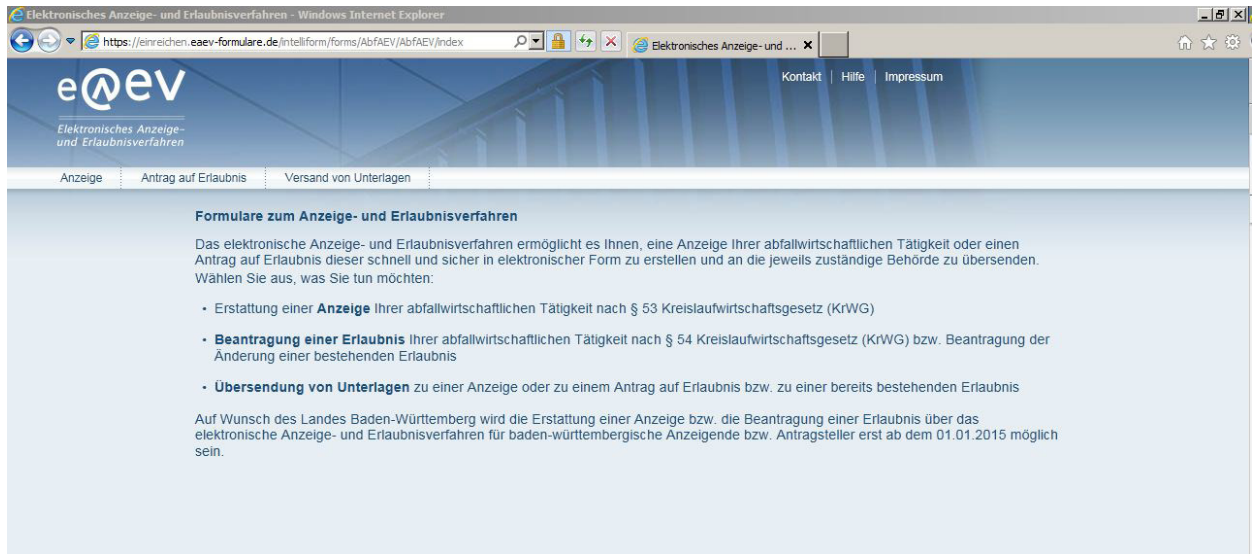 Elektronisches Anzeige- und Erlaubnisverfahren - Windows Internet Explorer
https://einreichen.eaev-formulare.de/intelliform/forms/AbfAEV/AbfAEV/index
Elektronisches Anzeige- und ...
Kontakt | Hilfe | Impressum
e@ev
Elektronisches Anzeige-
und Erlaubnisverfahren
Anzeige Antrag auf Erlaubnis Versand von Unterlagen
Formulare zum Anzeige- und Erlaubnisverfahren
Das elektronische Anzeige- und Erlaubnisverfahren ermöglicht es Ihnen, eine Anzeige Ihrer abfallwirtschaftlichen Tätigkeit oder einen
Antrag auf Erlaubnis dieser schnell und sicher in elektronischer Form zu erstellen und an die jeweils zuständige Behörde zu übersenden.
Wählen Sie aus, was Sie tun möchten:
• Erstattung einer Anzeige Ihrer abfallwirtschaftlichen Tätigkeit nach § 53 Kreislaufwirtschaftsgesetz (KrWG)
• Beantragung einer Erlaubnis Ihrer abfallwirtschaftlichen Tätigkeit nach § 54 Kreislaufwirtschaftsgesetz (KrWG) bzw. Beantragung der
Änderung einer bestehenden Erlaubnis
• Übersendung von Unterlagen zu einer Anzeige oder zu einem Antrag auf Erlaubnis bzw. zu einer bereits bestehenden Erlaubnis
Auf Wunsch des Landes Baden-Württemberg wird die Erstattung einer Anzeige bzw. die Beantragung einer Erlaubnis über das
elektronische Anzeige- und Erlaubnisverfahren für baden-württembergische Anzeigende bzw. Antragsteller erst ab dem 01.01.2015 möglich
sein.